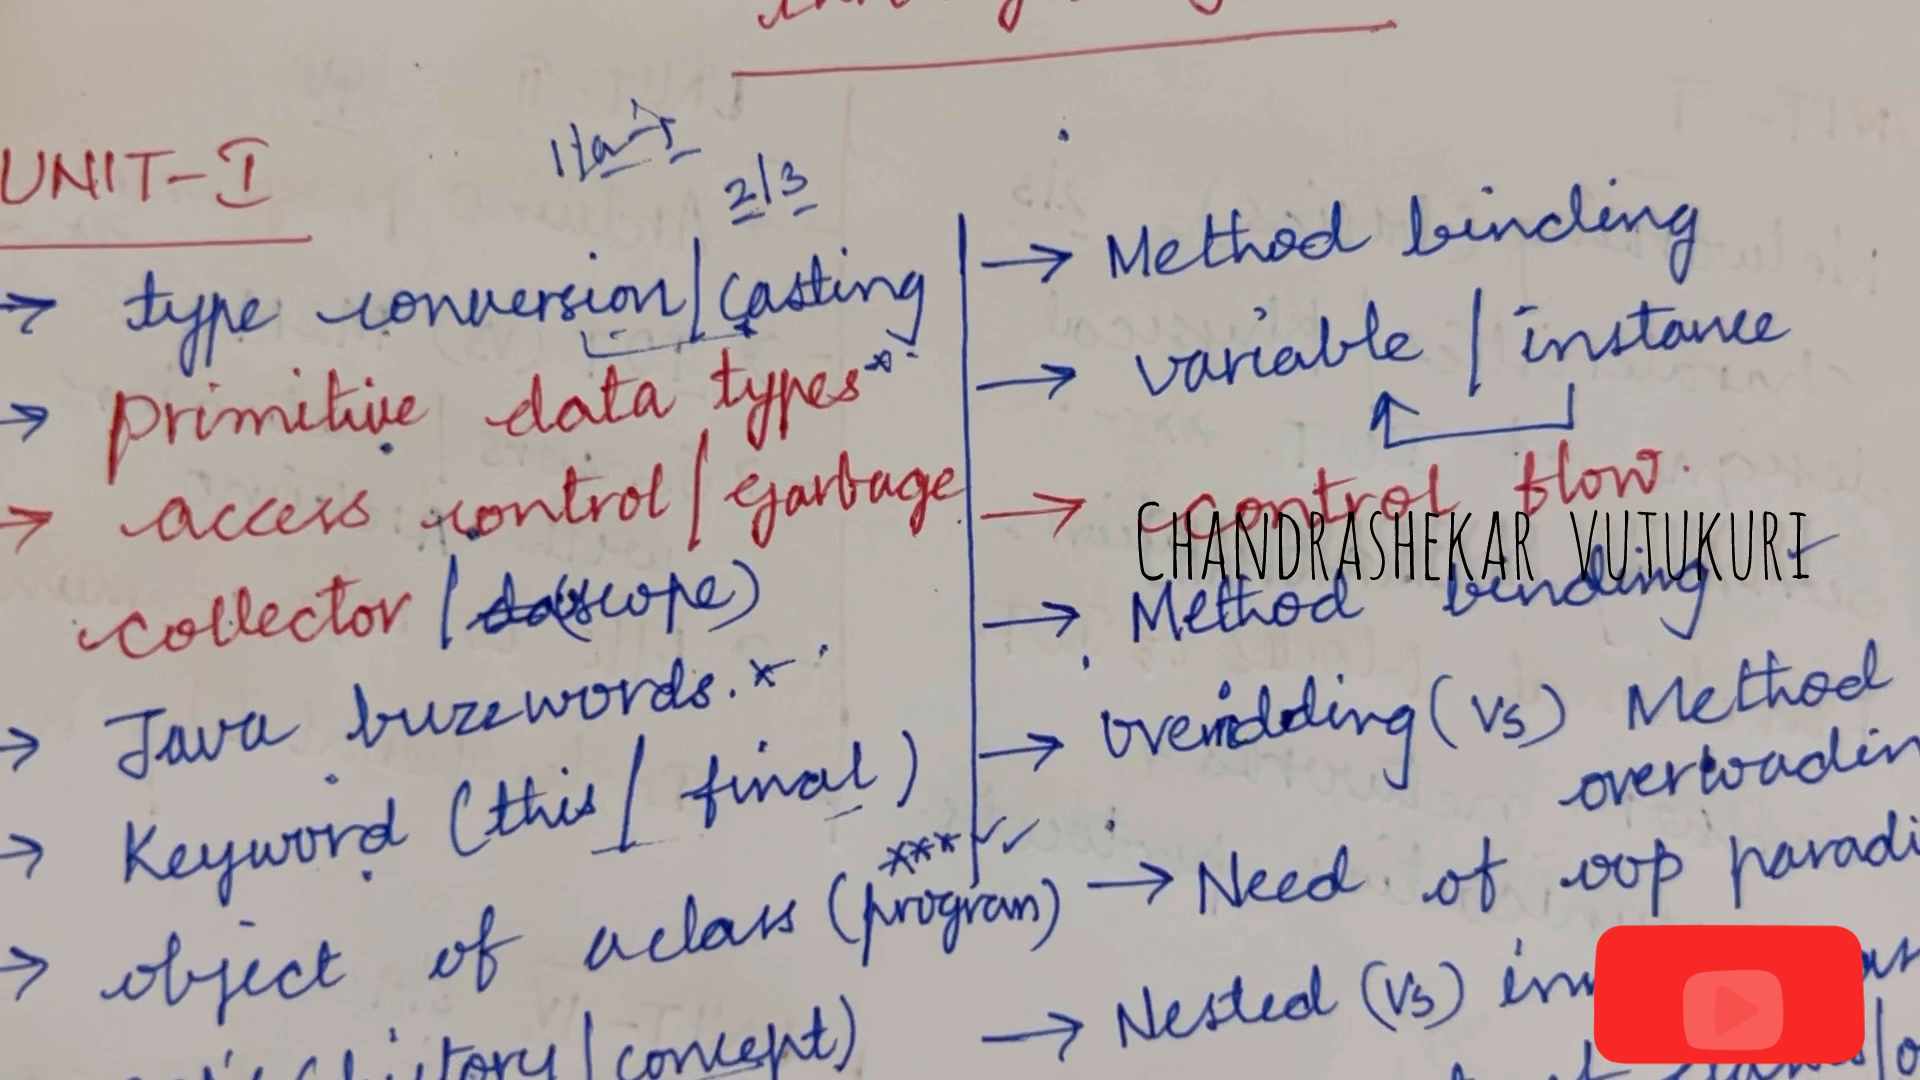 UNIT-I
2/3
→ type conversion/casting
→ primitive data types*
→ access control/garbage
collector/(scope)
→ Java buzzwords.*
→ Keyword (this/final)
***
→ object of a class (program)
(history/concept)
→ Method binding
→ variable/instance
→ control flow.
CHANDRASHEKAR VUTUKURI
→ Method binding
→ overidding (vs) Method
overloadin
→ Need of oop paradi
→ Nested (vs)